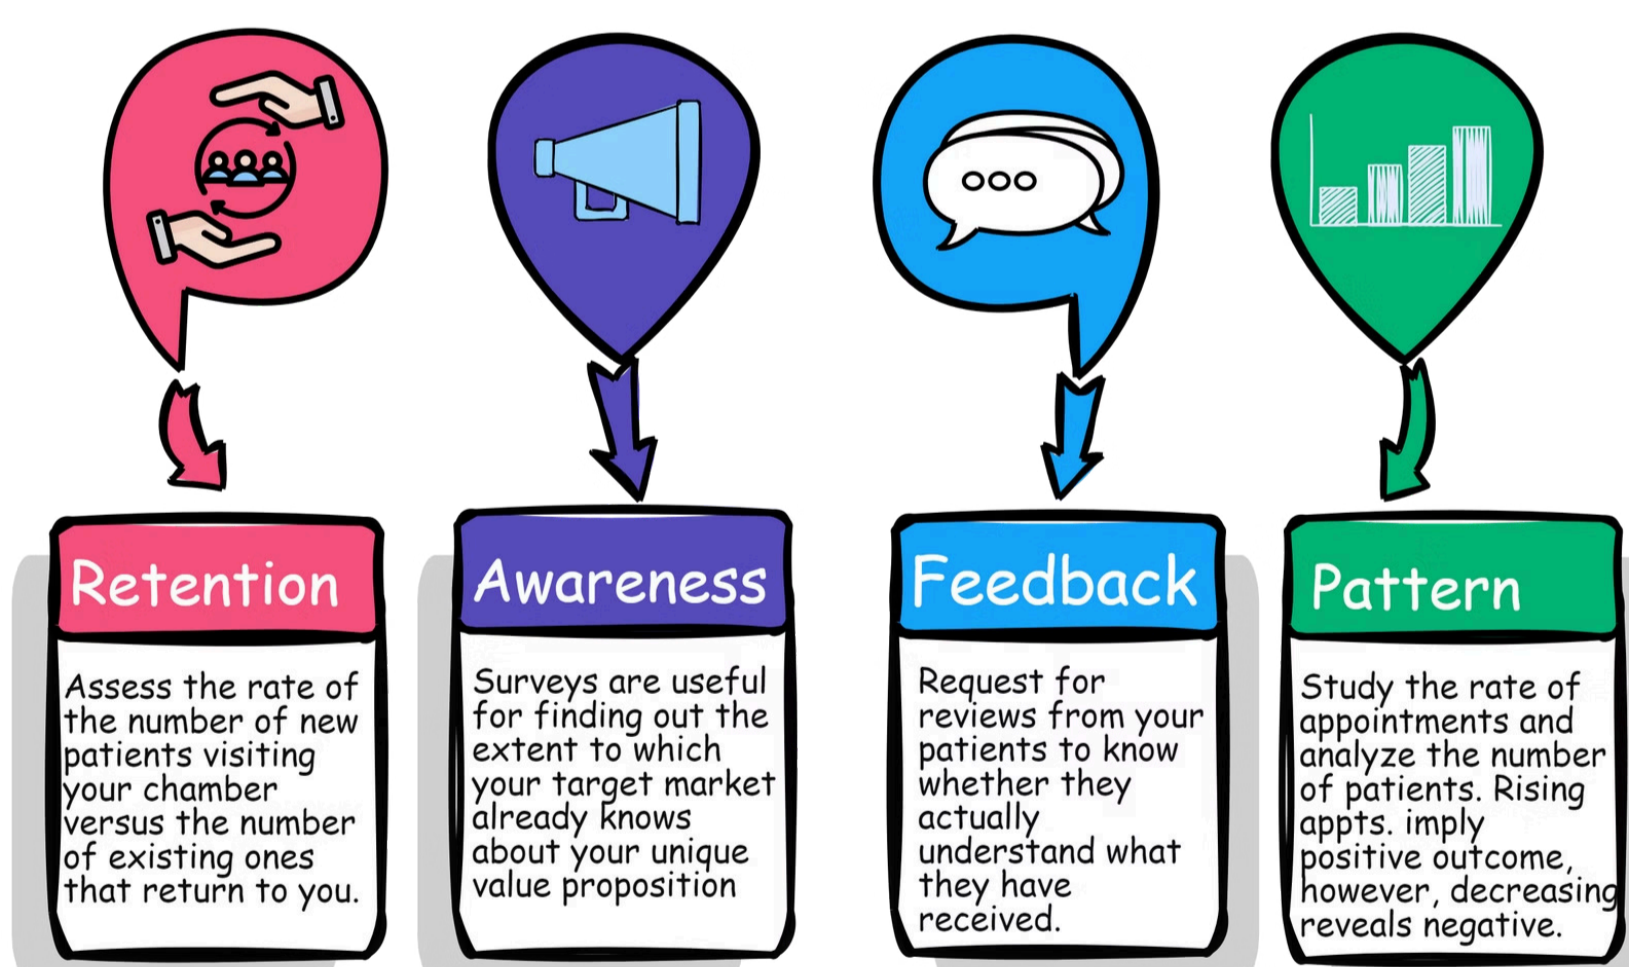 Retention
Assess the rate of
the number of new
patients visiting
your chamber
versus the number
of existing ones
that return to you.
Awareness
Surveys are useful
for finding out the
extent to which
your target market
already knows
about your unique
value proposition
Feedback
Request for
reviews from your
patients to know
whether they
actually
understand what
they have
received.
Pattern
Study the rate of
appointments and
analyze the number
of patients. Rising
appts. imply
positive outcome,
however, decreasing
reveals negative.